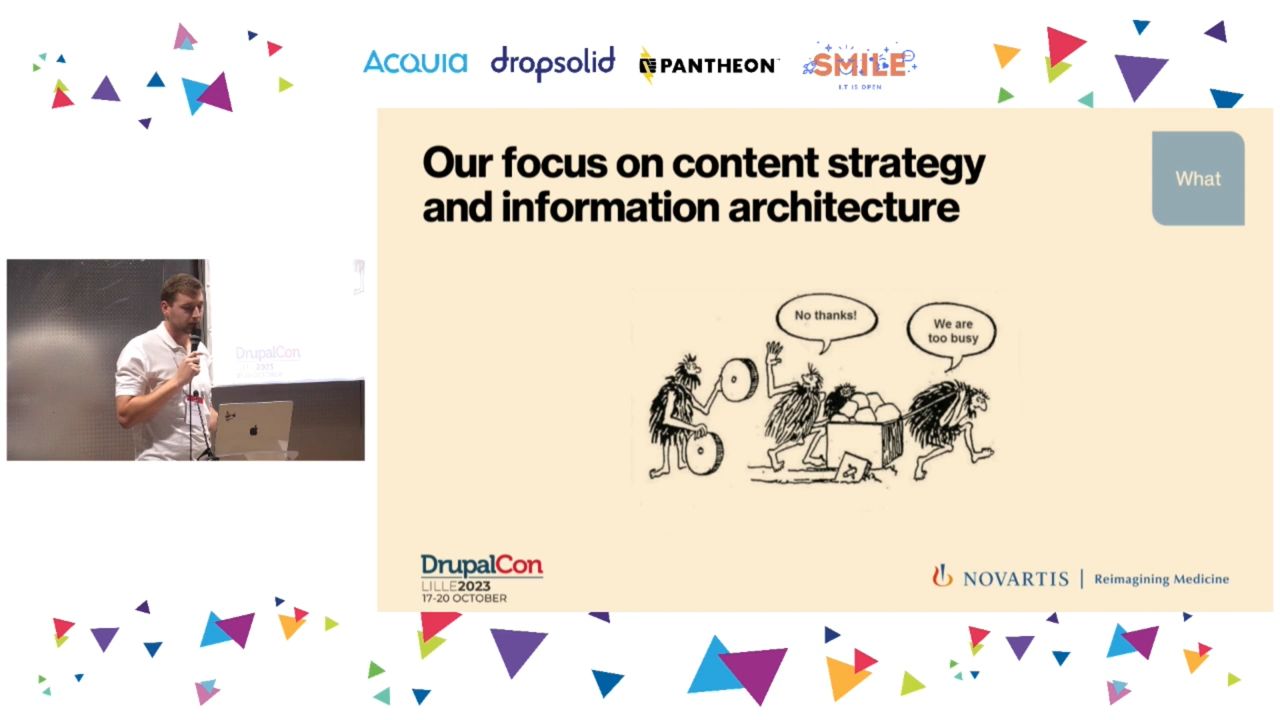 Acquia
dropsolid
PANTHEON
SMILE
I.T IS OPEN
Our focus on content strategy
and information architecture
What
No thanks!
We are
too busy
DrupalCon
DrupalCon
LILLE2023
17-20 OCTOBER
NOVARTIS | Reimagining Medicine